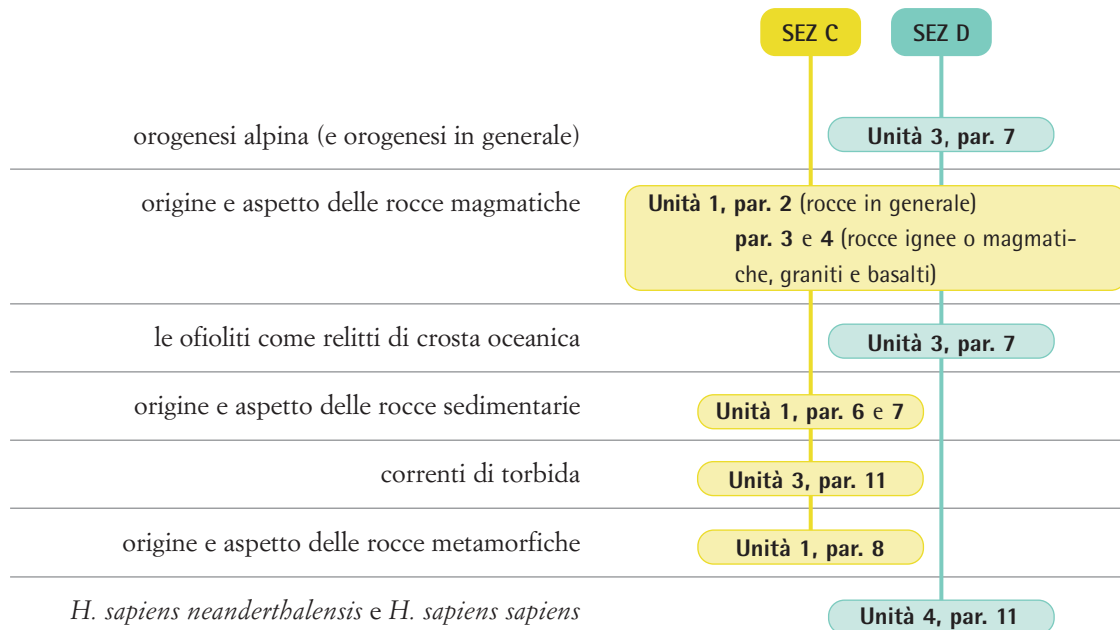 SEZ C
SEZ D
orogenesi alpina (e orogenesi in generale)
Unità 3, par. 7
origine e aspetto delle rocce magmatiche
Unità 1, par. 2 (rocce in generale)
par. 3 e 4 (rocce ignee o magmati-
che, graniti e basalti)
le ofioliti come relitti di crosta oceanica
Unità 3, par. 7
origine e aspetto delle rocce sedimentarie
Unità 1, par. 6 e 7
correnti di torbida
Unità 3, par. 11
origine e aspetto delle rocce metamorfiche
Unità 1, par. 8
H. sapiens neanderthalensis e H. sapiens sapiens
Unità 4, par. 11